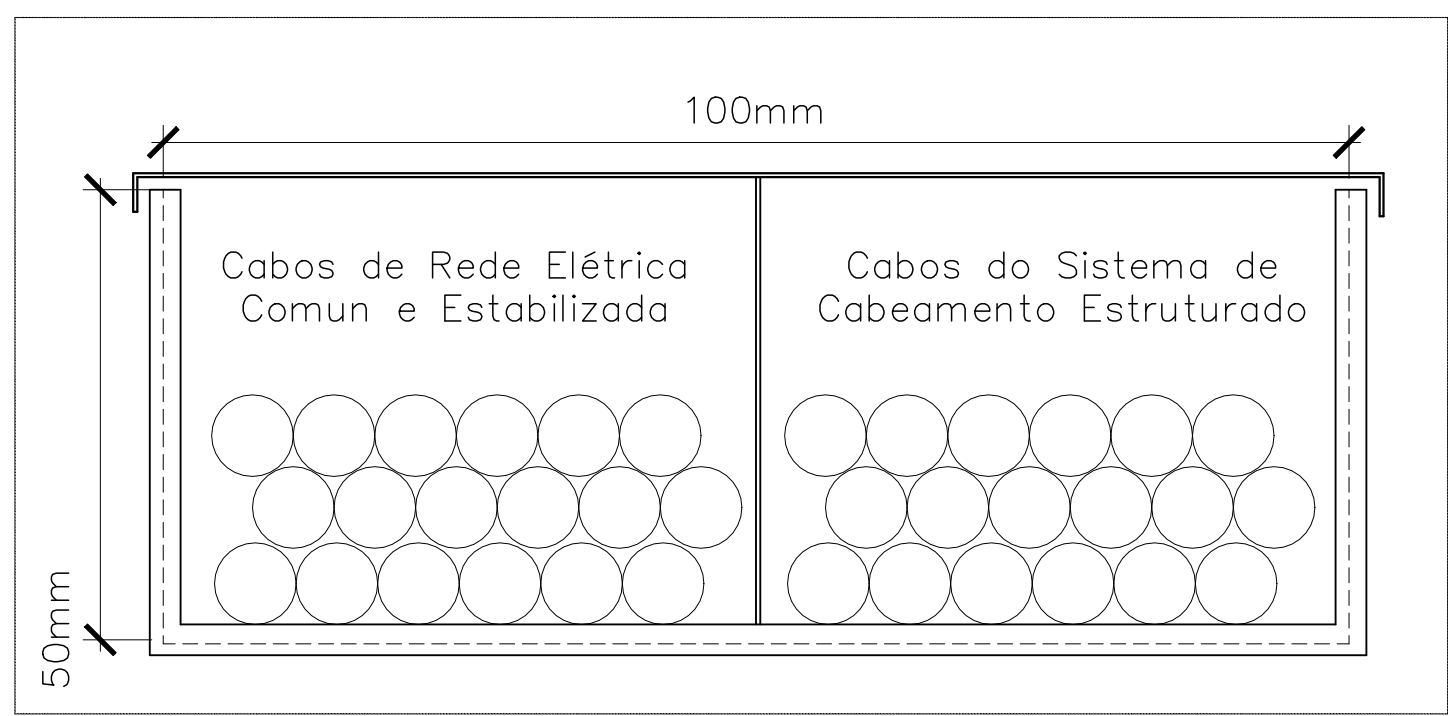 100mm
Cabos de Rede Elétrica
Comun e Estabilizada
Cabos do Sistema de
Cabeamento Estruturado
50mm